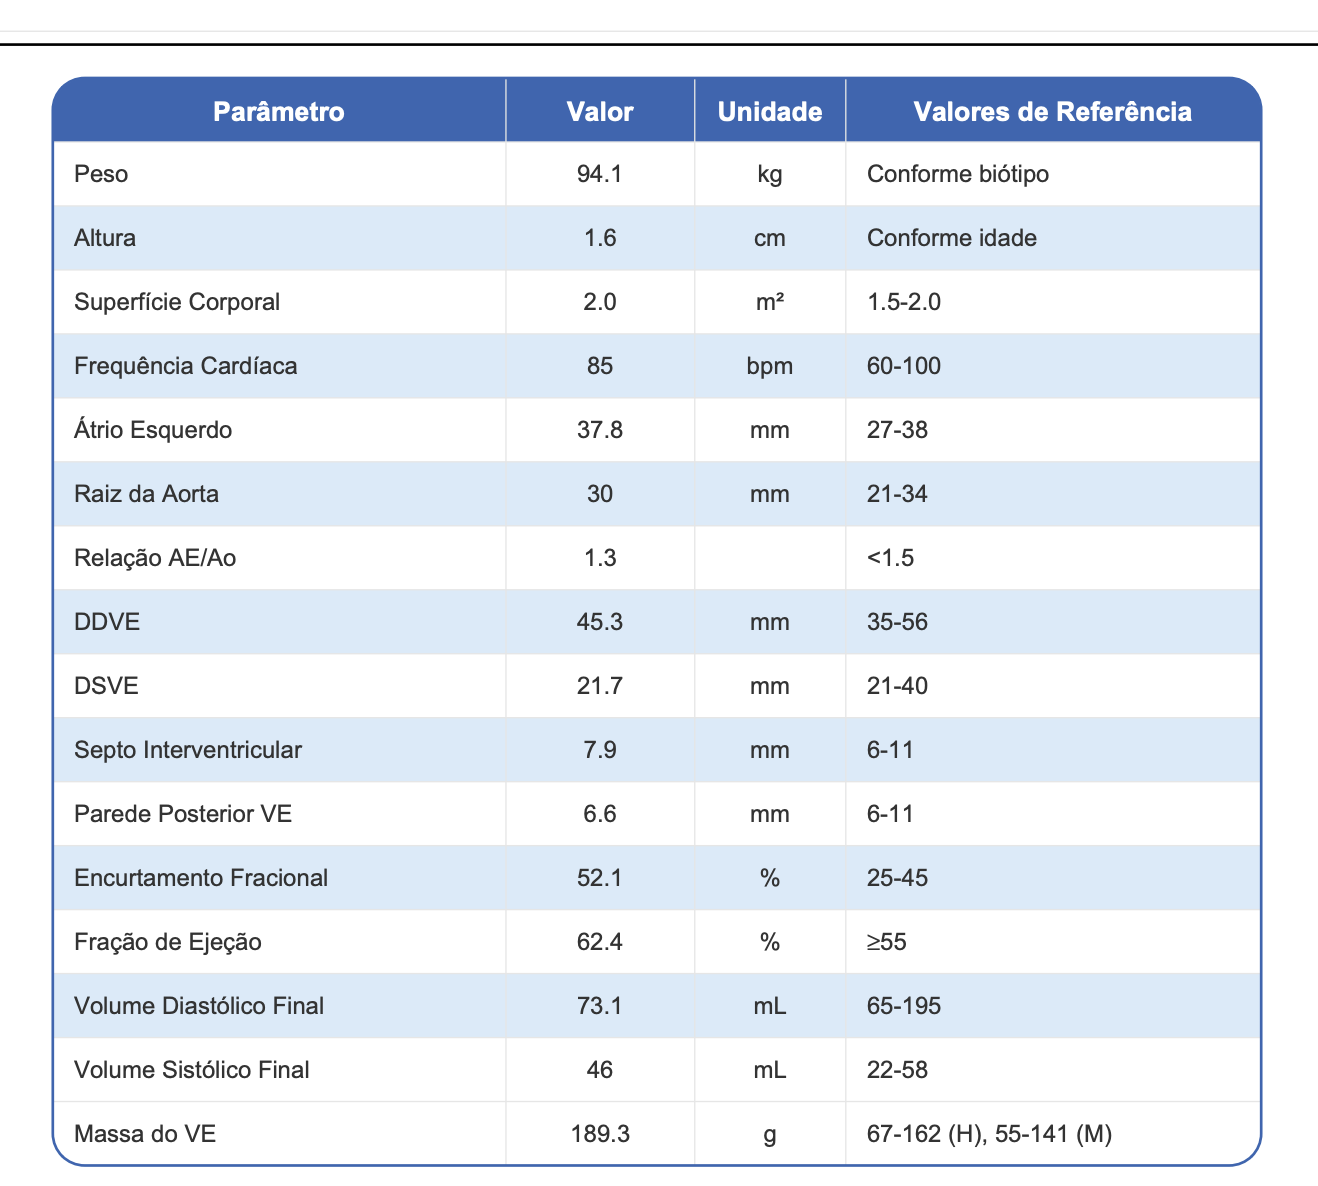 Parâmetro Valor Unidade Valores de Referência
Peso 94.1 kg Conforme biótipo
Altura 1.6 cm Conforme idade
Superfície Corporal 2.0 m² 1.5-2.0
Frequência Cardíaca 85 bpm 60-100
Átrio Esquerdo 37.8 mm 27-38
Raiz da Aorta 30 mm 21-34
Relação AE/Ao 1.3 <1.5
DDVE 45.3 mm 35-56
DSVE 21.7 mm 21-40
Septo Interventricular 7.9 mm 6-11
Parede Posterior VE 6.6 mm 6-11
Encurtamento Fracional 52.1 % 25-45
Fração de Ejeção 62.4 % ≥55
Volume Diastólico Final 73.1 mL 65-195
Volume Sistólico Final 46 mL 22-58
Massa do VE 189.3 g 67-162 (H), 55-141 (M)